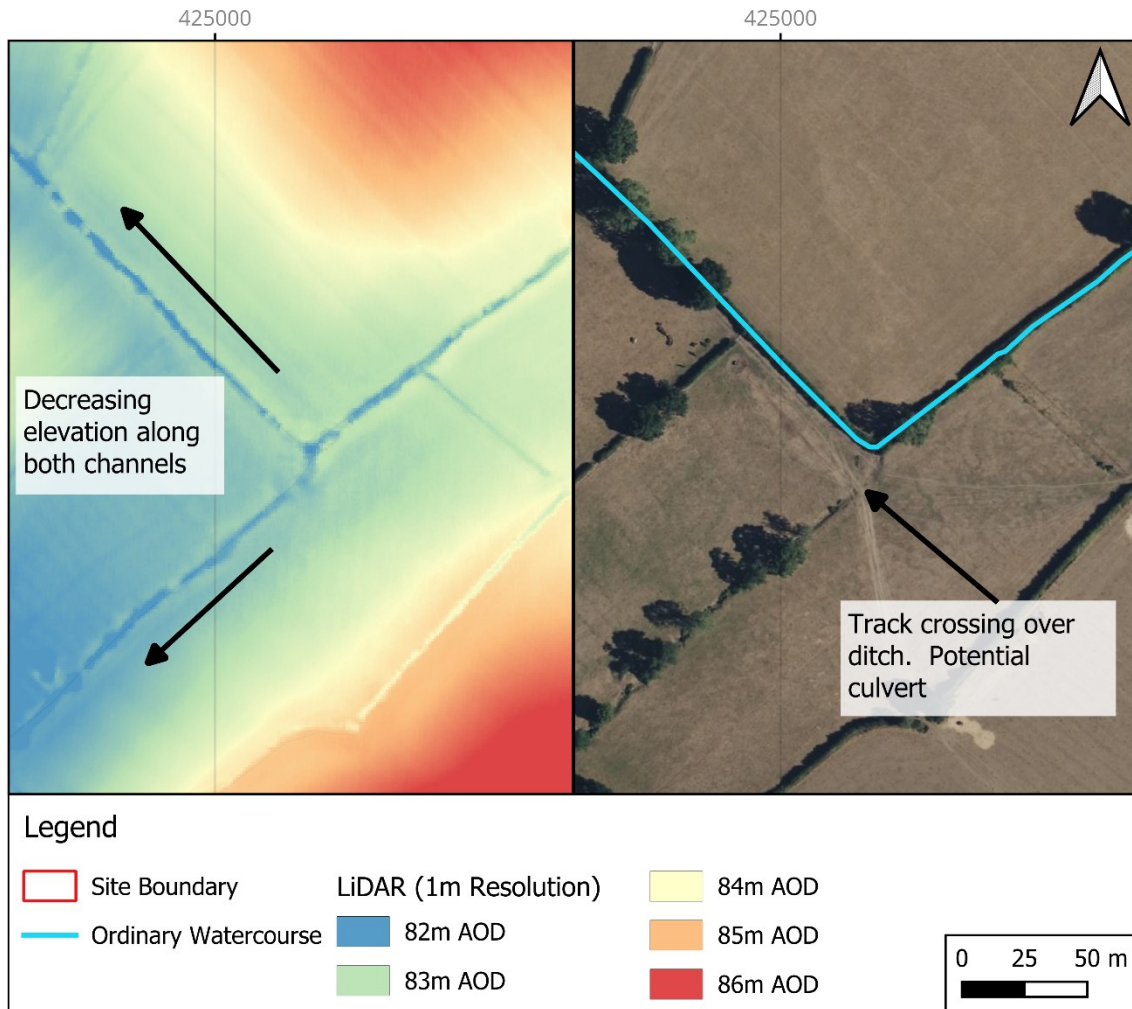 425000
425000
Decreasing
elevation along
both channels
Track crossing over
ditch.  Potential
culvert
Legend
Site Boundary
Ordinary Watercourse
LiDAR (1m Resolution)
82m AOD
83m AOD
84m AOD
85m AOD
86m AOD
0 25 50 m